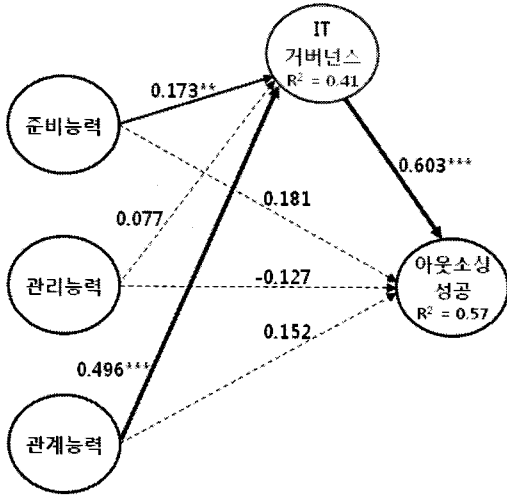 IT
거버넌스
R² = 0.41
0.173**
준비능력
0.603***
0.181
0.077
아웃소싱
성공
R² = 0.57
관리능력
-0.127
0.152
0.496***
관계능력